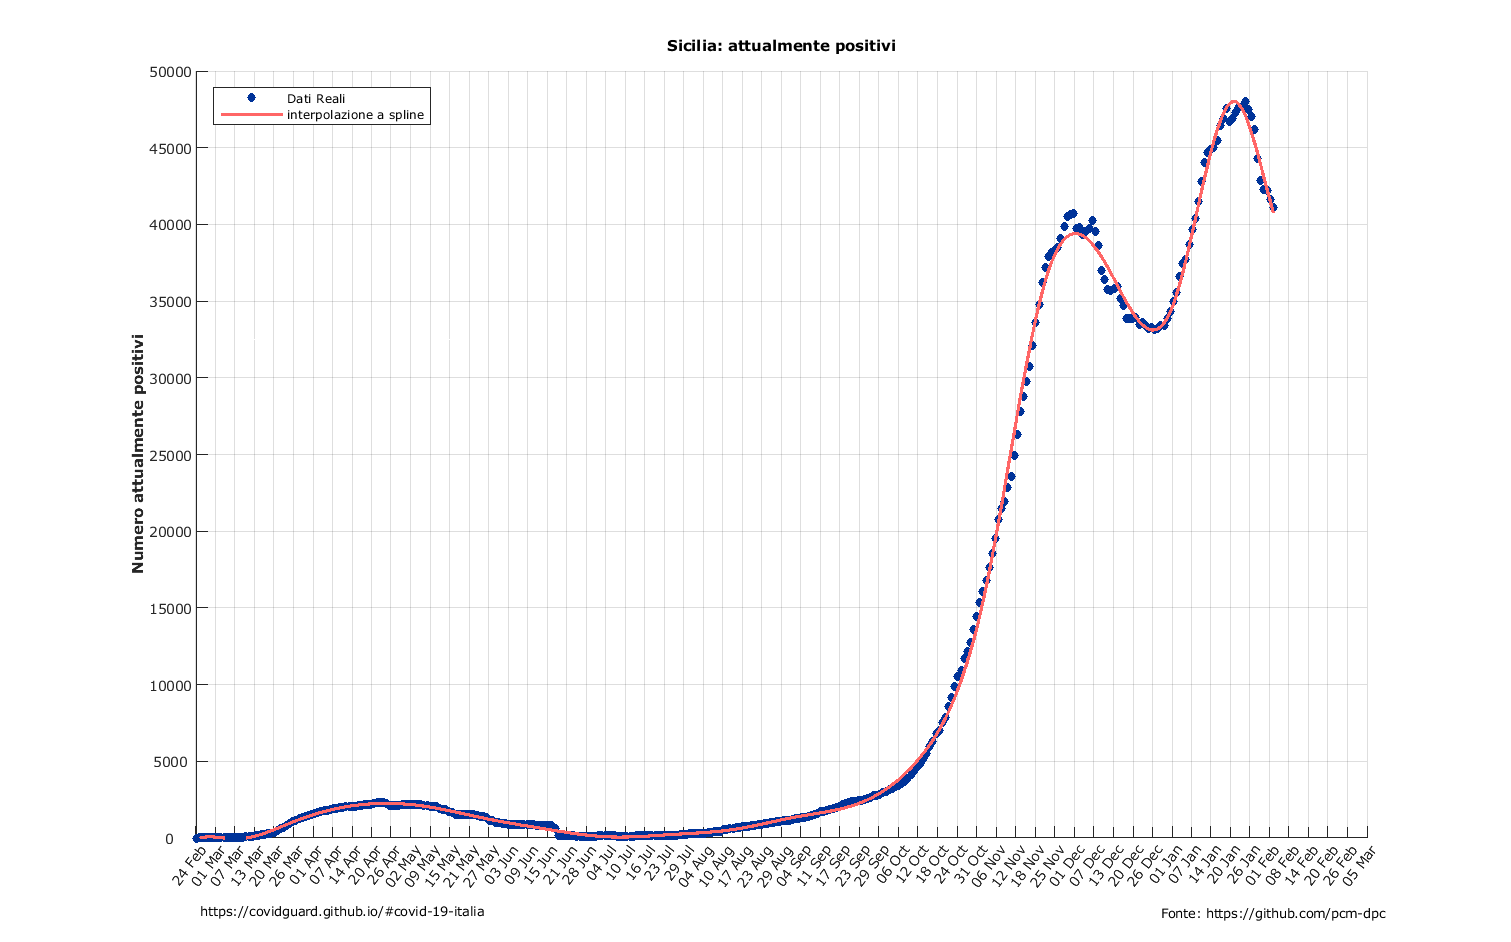 Sicilia: attualmente positivi
Dati Reali
interpolazione a spline
Numero attualmente positivi
50000
45000
40000
35000
30000
25000
20000
15000
10000
5000
0
24 Feb
01 Mar
07 Mar
13 Mar
20 Mar
26 Mar
01 Apr
07 Apr
14 Apr
20 Apr
26 Apr
02 May
09 May
15 May
21 May
27 May
03 Jun
09 Jun
15 Jun
21 Jun
28 Jun
04 Jul
10 Jul
16 Jul
23 Jul
29 Jul
04 Aug
10 Aug
17 Aug
23 Aug
29 Aug
04 Sep
11 Sep
17 Sep
23 Sep
29 Sep
06 Oct
12 Oct
18 Oct
24 Oct
31 Oct
06 Nov
12 Nov
18 Nov
25 Nov
01 Dec
07 Dec
13 Dec
20 Dec
26 Dec
01 Jan
07 Jan
14 Jan
20 Jan
26 Jan
01 Feb
08 Feb
14 Feb
20 Feb
26 Feb
05 Mar
https://covidguard.github.io/#covid-19-italia
Fonte: https://github.com/pcm-dpc